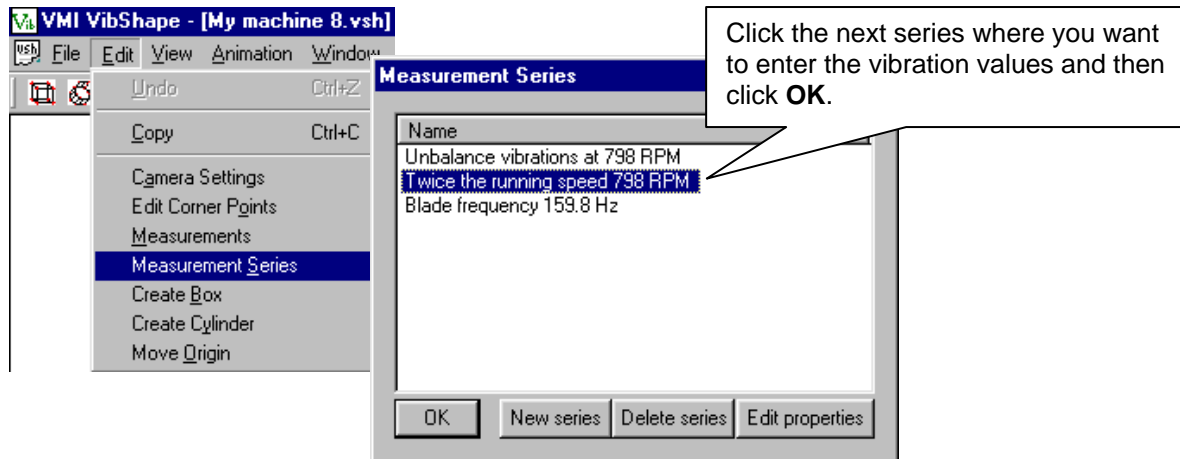 VMI VibShape - [My machine 8.vsh]
File Edit View Animation Window
Undo Ctrl+Z
Copy Ctrl+C
Camera Settings
Edit Corner Points
Measurements
Measurement Series
Create Box
Create Cylinder
Move Origin
Measurement Series
Name
Unbalance vibrations at 798 RPM
Twice the running speed 798 RPM
Blade frequency 159.8 Hz
OK New series Delete series Edit properties
Click the next series where you want
to enter the vibration values and then
click OK.